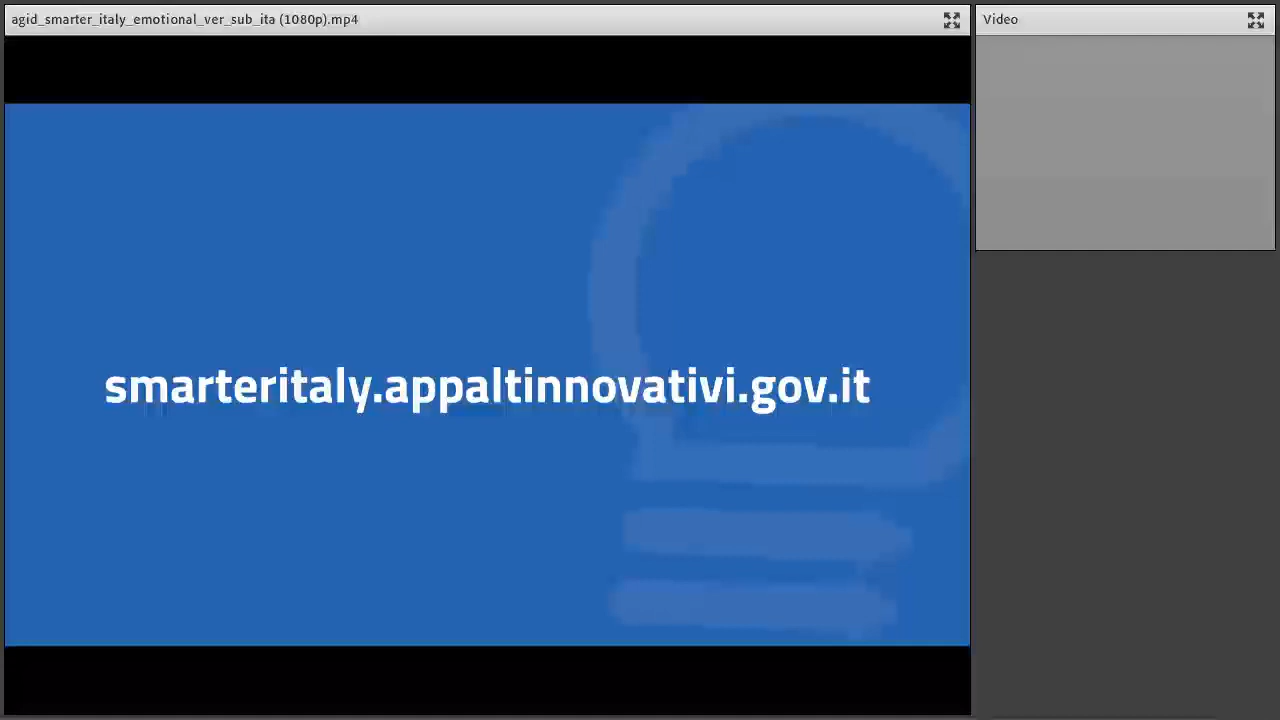 agid_smarter_italy_emotional_ver_sub_ita (1080p).mp4
Video
smarteritaly.appaltinnovativi.gov.it